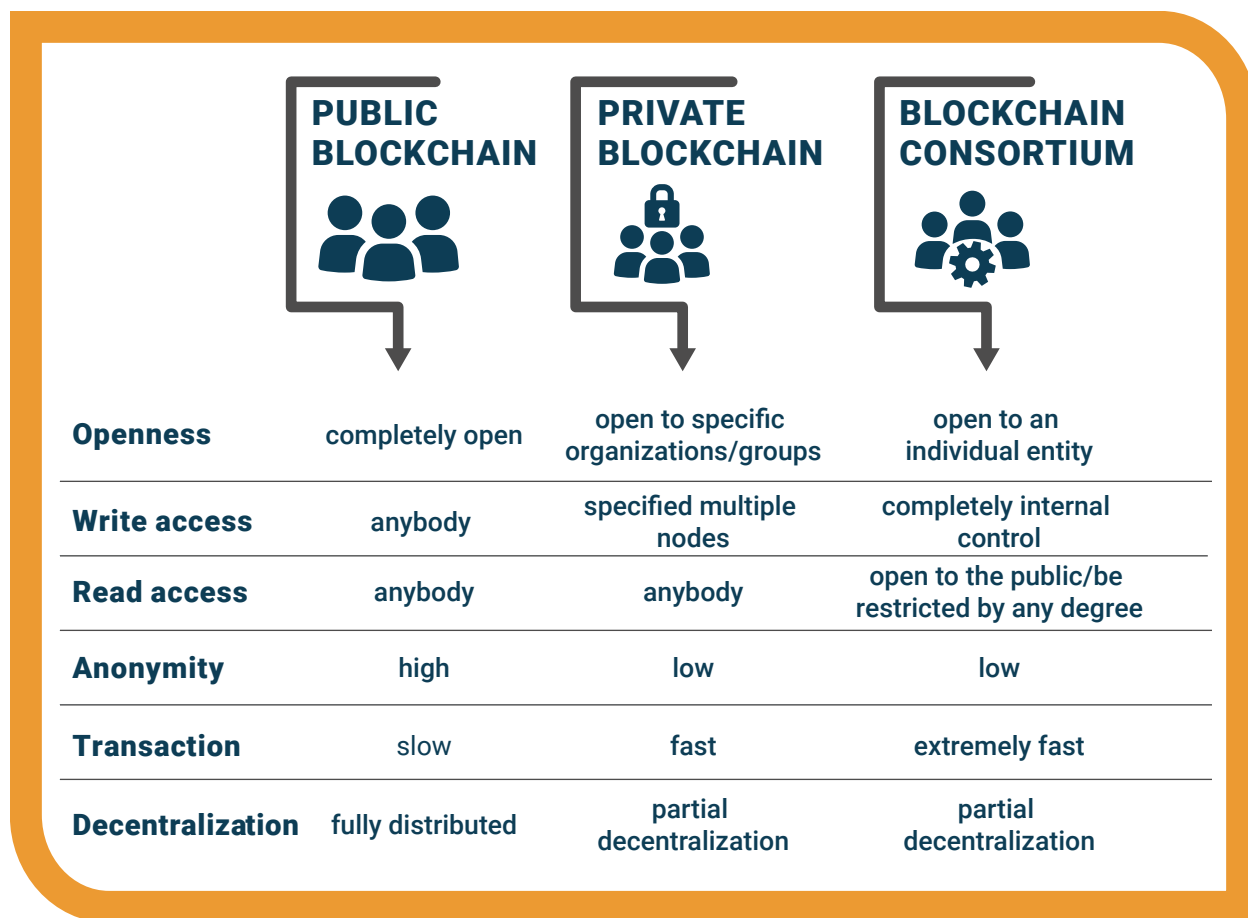 PUBLIC
BLOCKCHAIN
PRIVATE
BLOCKCHAIN
BLOCKCHAIN
CONSORTIUM
Openness
completely open
open to specific
organizations/groups
open to an
individual entity
Write access
anybody
specified multiple
nodes
completely internal
control
Read access
anybody
anybody
open to the public/be
restricted by any degree
Anonymity
high
low
low
Transaction
slow
fast
extremely fast
Decentralization
fully distributed
partial
decentralization
partial
decentralization